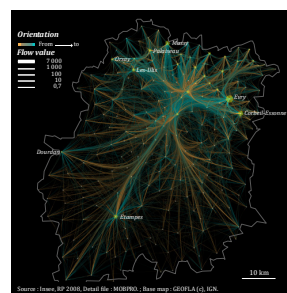 Orientation
From to
Flow value
7 000
1 000
100
10
0,7
Massy
Palaiseau
Orsay
Les Ulis
Evry
Corbeil-Essonne
Dourdan
Etampes
10 km
Source : Insee, RP 2008, Detail file : MOBPRO. ; Base map : GEOFLA (c), IGN.